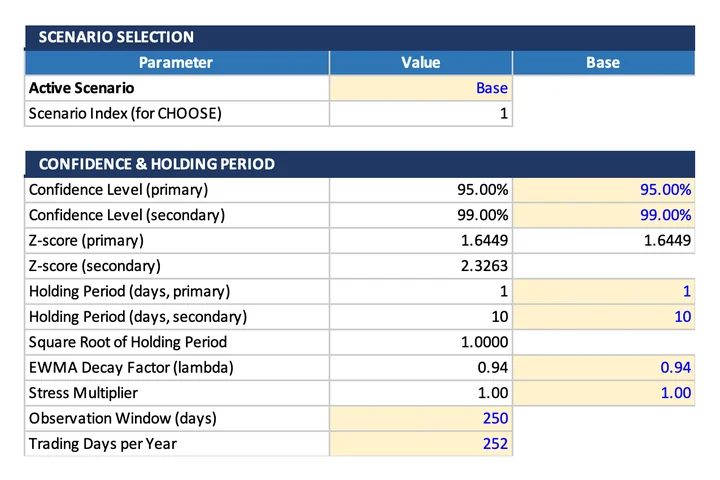 SCENARIO SELECTION
Parameter Value Base
Active Scenario Base
Scenario Index (for CHOOSE) 1
CONFIDENCE & HOLDING PERIOD
Confidence Level (primary) 95.00% 95.00%
Confidence Level (secondary) 99.00% 99.00%
Z-score (primary) 1.6449 1.6449
Z-score (secondary) 2.3263
Holding Period (days, primary) 1 1
Holding Period (days, secondary) 10 10
Square Root of Holding Period 1.0000
EWMA Decay Factor (lambda) 0.94 0.94
Stress Multiplier 1.00 1.00
Observation Window (days) 250
Trading Days per Year 252